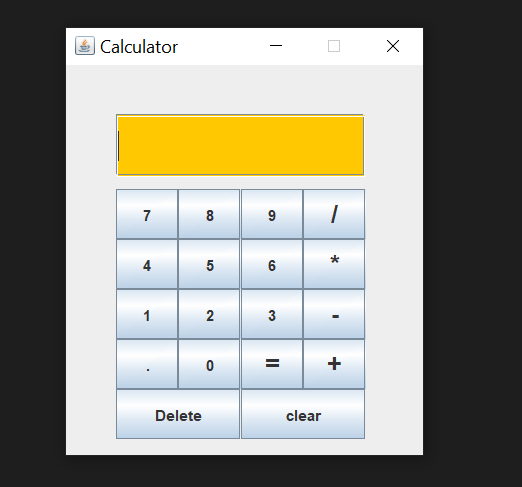 Calculator
7 8 9 /
4 5 6 *
1 2 3 -
. 0 = +
Delete clear